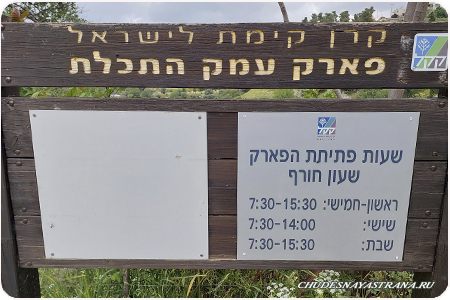 קרן קימת לישראל
פארק עמק התכלת
שעות פתיחת הפארק
שעון חורף
ראשון-חמישי: 7:30-15:30
שישי: 7:30-14:00
שבת: 7:30-15:30
CHUDESNAYASTRANA.RU